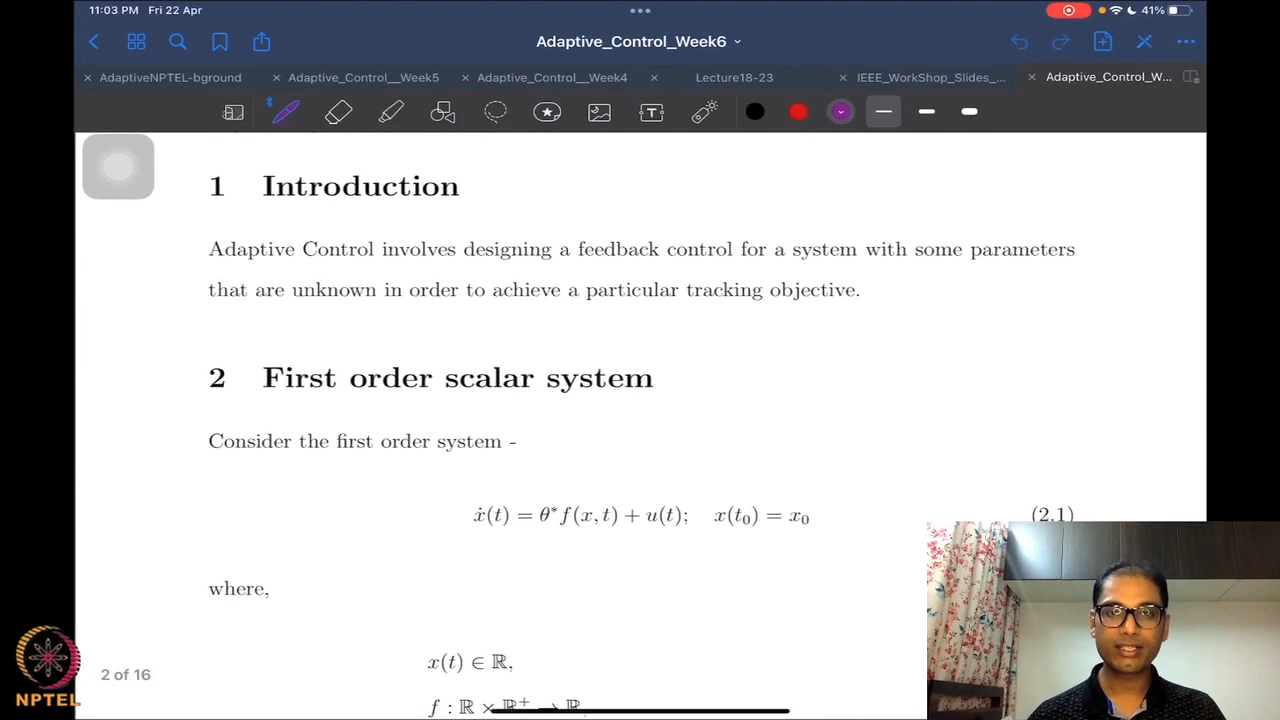 11:03 PM Fri 22 Apr
41%
Adaptive_Control_Week6
AdaptiveNPTEL-bground
Adaptive_Control__Week5
Adaptive_Control__Week4
Lecture18-23
IEEE_WorkShop_Slides_...
Adaptive_Control_W...
1 Introduction
Adaptive Control involves designing a feedback control for a system with some parameters
that are unknown in order to achieve a particular tracking objective.
2 First order scalar system
Consider the first order system -
ẋ(t) = θ*f(x, t) + u(t); x(t₀) = x₀ (2.1)
where,
x(t) ∈ ℝ,
f : ℝ × ℝ⁺ → ℝ,
2 of 16
NPTEL